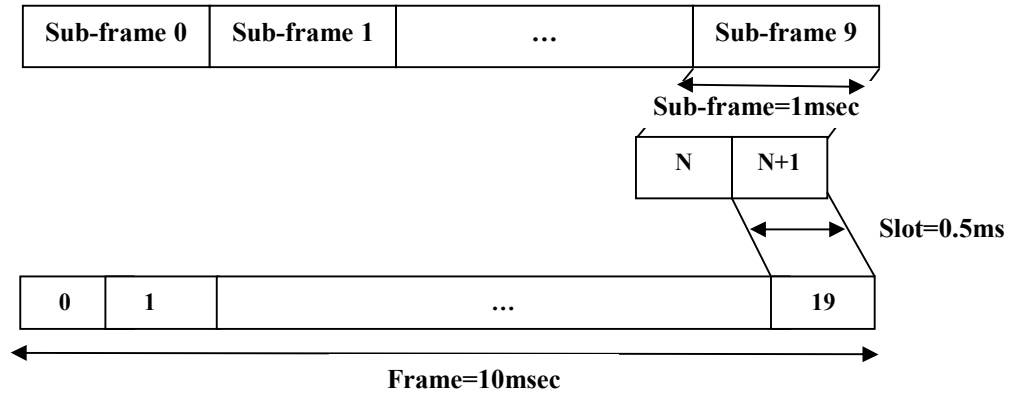 Sub-frame 0 Sub-frame 1 … Sub-frame 9
Sub-frame=1msec
N N+1
Slot=0.5ms
0 1 … 19
Frame=10msec